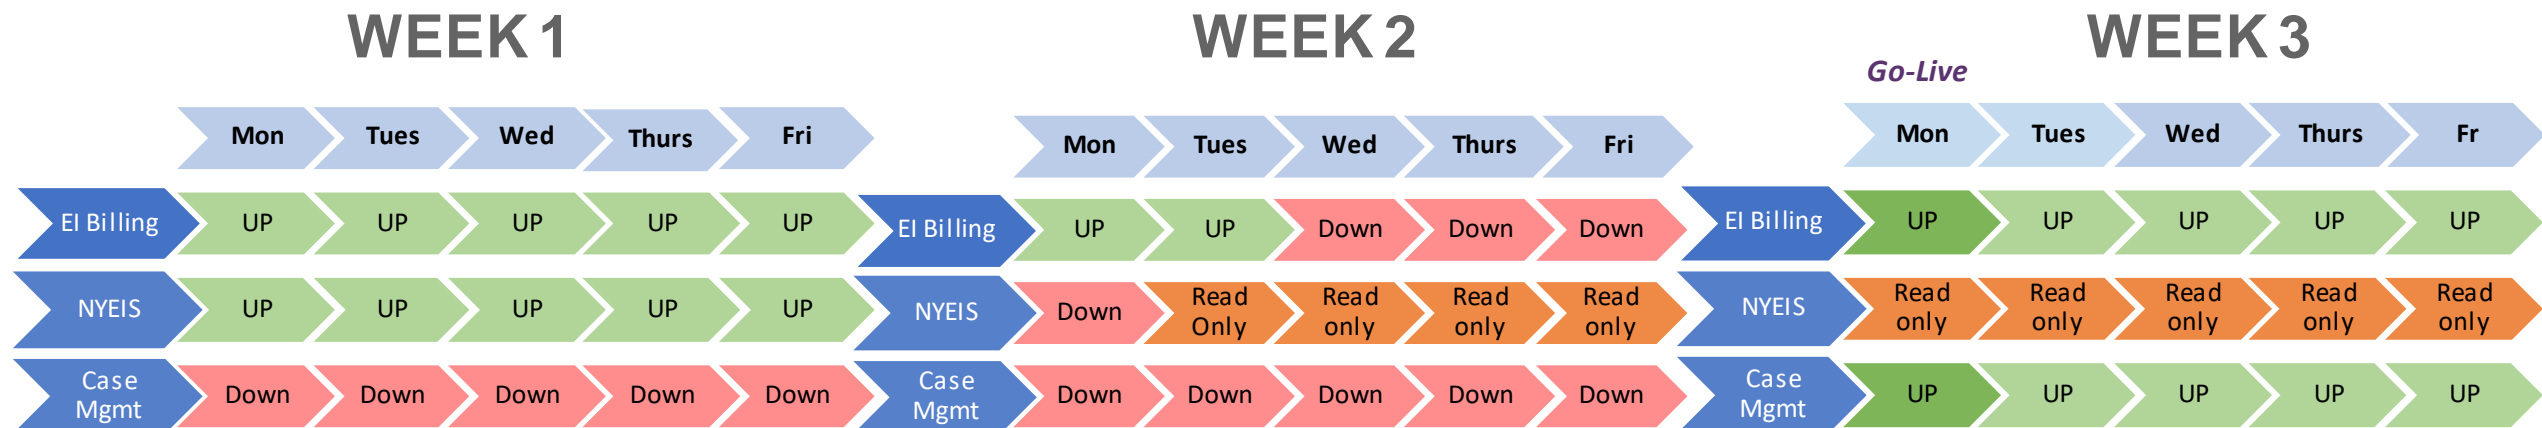 WEEK 1
Mon Tues Wed Thurs Fri
EI Billing UP UP UP UP UP
NYEIS UP UP UP UP UP
Case
Mgmt
Down Down Down Down Down
WEEK 2
Mon Tues Wed Thurs Fri
EI Billing UP UP Down Down Down
NYEIS Down
Read
Only
Read
only
Read
only
Read
only
Case
Mgmt
Down Down Down Down Down
WEEK 3
Go-Live
Mon Tues Wed Thurs Fr
EI Billing UP UP UP UP UP
NYEIS
Read
only
Read
only
Read
only
Read
only
Read
only
Case
Mgmt
UP UP UP UP UP